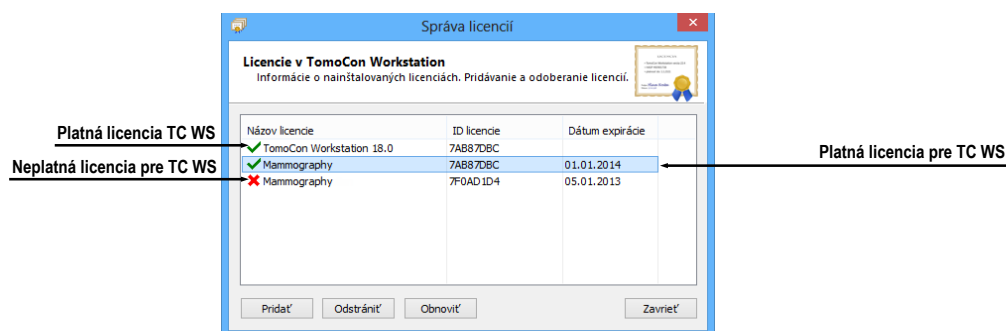 Správa licencií
Licencie v TomoCon Workstation
Informácie o nainštalovaných licenciách. Pridávanie a odoberanie licencií.
Názov licencie ID licencie Dátum expirácie
Platná licencia TC WS
TomoCon Workstation 18.0 7AB87DBC
Mammography 7AB87DBC 01.01.2014
Platná licencia pre TC WS
Neplatná licencia pre TC WS
Mammography 7F0AD1D4 05.01.2013
Pridať Odstrániť Obnoviť Zavrieť